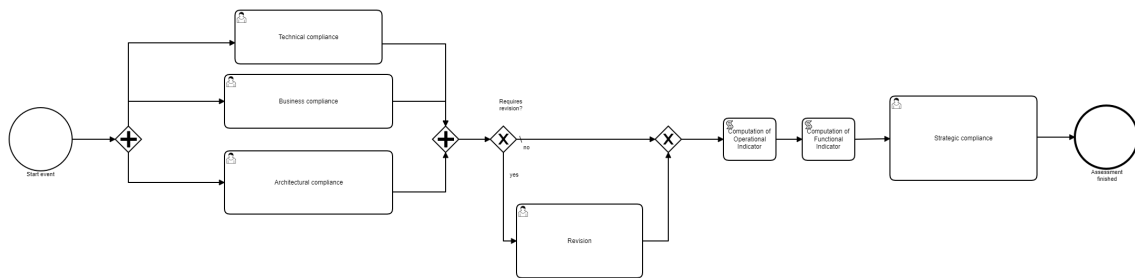 Technical compliance
Business compliance
Start event
Architectural compliance
Requires
revision?
no
yes
Revision
Computation of
Operational
Indicator
Computation of
Functional
Indicator
Strategic compliance
Assessment
finished